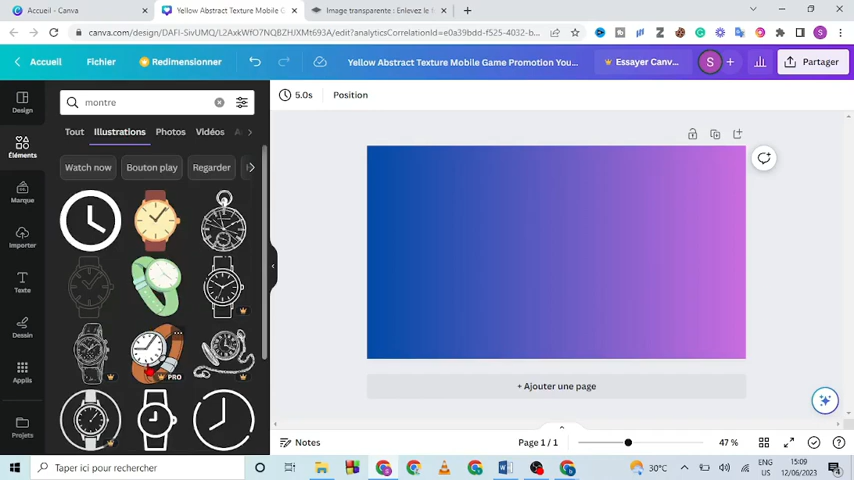 Accueil - Canva
Yellow Abstract Texture Mobile G
Image transparente : Enlevez le f
canva.com/design/DAFI-SivUMQ/L2AxkWfO7NQBZHJXMt693A/edit?analyticsCorrelationId=e0a39bdd-f525-4032-b...
Accueil
Fichier
Redimensionner
Yellow Abstract Texture Mobile Game Promotion You...
Essayer Canv...
S
Partager
Design
montre
5.0s
Position
Tout
Illustrations
Photos
Vidéos
Éléments
Watch now
Bouton play
Regarder
Marque
Importer
Texte
Dessin
PRO
Applis
+ Ajouter une page
Projets
Notes
Page 1 / 1
47 %
Taper ici pour rechercher
30°C
ENG
US
15:09
12/06/2023
4